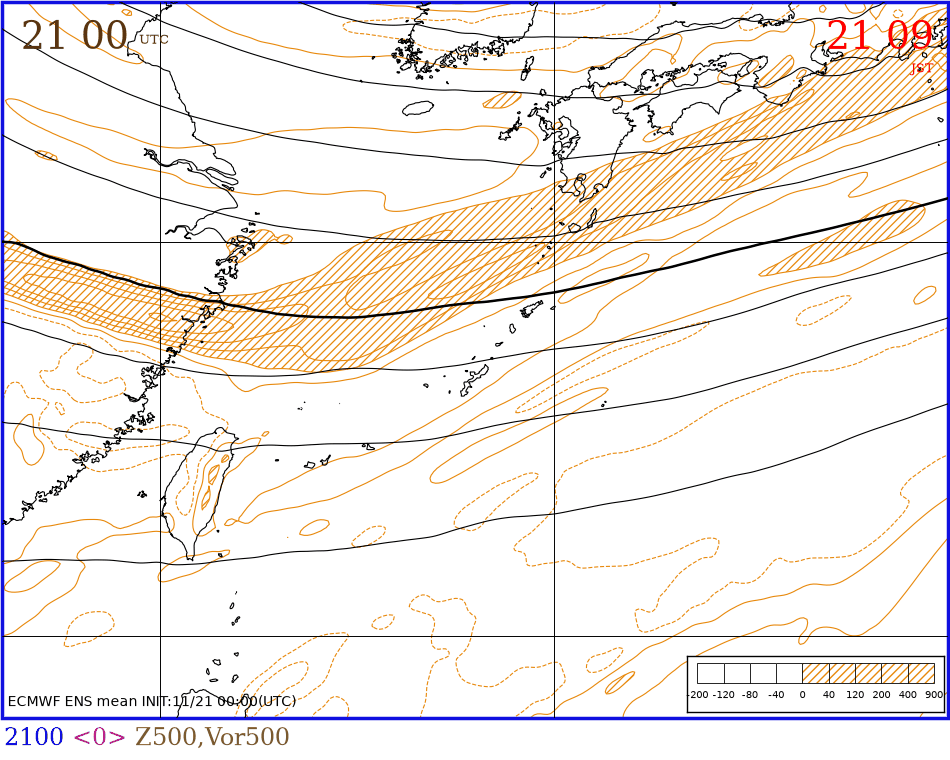 21 00 UTC
21 09
JST
-200 -120 -80 -40 0 40 120 200 400 900
ECMWF ENS mean INIT:11/21 00:00(UTC)
2100 <0> Z500,Vor500